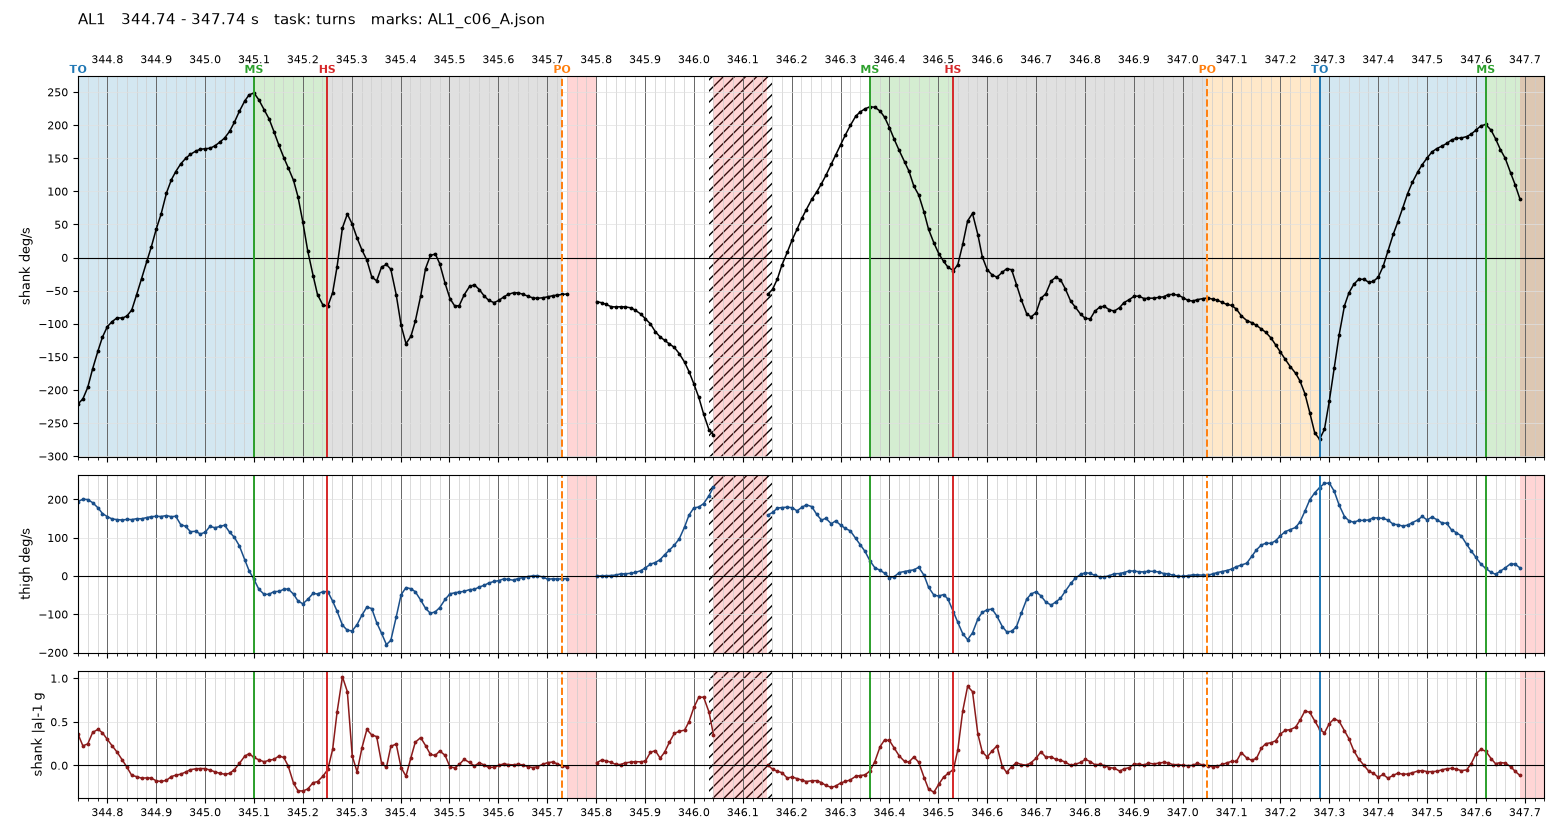 AL1   344.74 - 347.74 s   task: turns   marks: AL1_c06_A.json
344.8 344.9 345.0 345.1 345.2 345.3 345.4 345.5 345.6 345.7 345.8 345.9 346.0 346.1 346.2 346.3 346.4 346.5 346.6 346.7 346.8 346.9 347.0 347.1 347.2 347.3 347.4 347.5 347.6 347.7
TO MS HS PO MS HS PO TO MS
shank deg/s
250
200
150
100
50
0
−50
−100
−150
−200
−250
−300
thigh deg/s
200
100
0
−100
−200
shank |a|-1 g
1.0
0.5
0.0
344.8 344.9 345.0 345.1 345.2 345.3 345.4 345.5 345.6 345.7 345.8 345.9 346.0 346.1 346.2 346.3 346.4 346.5 346.6 346.7 346.8 346.9 347.0 347.1 347.2 347.3 347.4 347.5 347.6 347.7